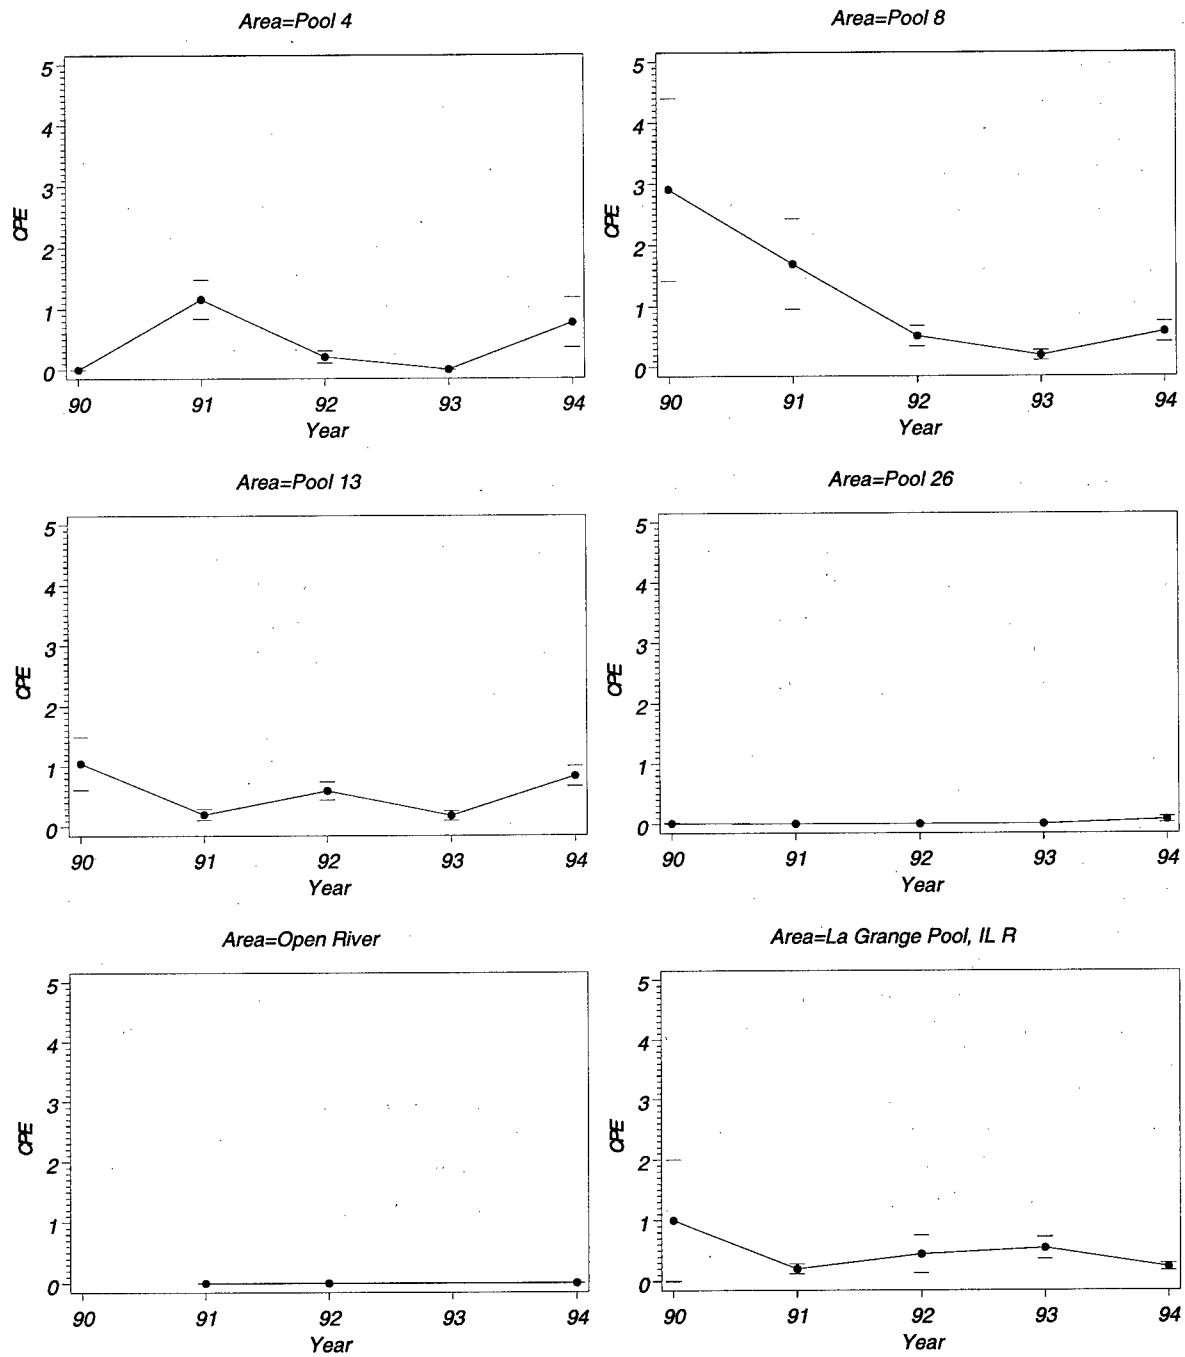 Area=Pool 4
5
4
3
2
1
0
CPE
90 91 92 93 94
Year
Area=Pool 8
5
4
3
2
1
0
CPE
90 91 92 93 94
Year
Area=Pool 13
5
4
3
2
1
0
CPE
90 91 92 93 94
Year
Area=Pool 26
5
4
3
2
1
0
CPE
90 91 92 93 94
Year
Area=Open River
5
4
3
2
1
0
CPE
90 91 92 93 94
Year
Area=La Grange Pool, IL R
5
4
3
2
1
0
CPE
90 91 92 93 94
Year